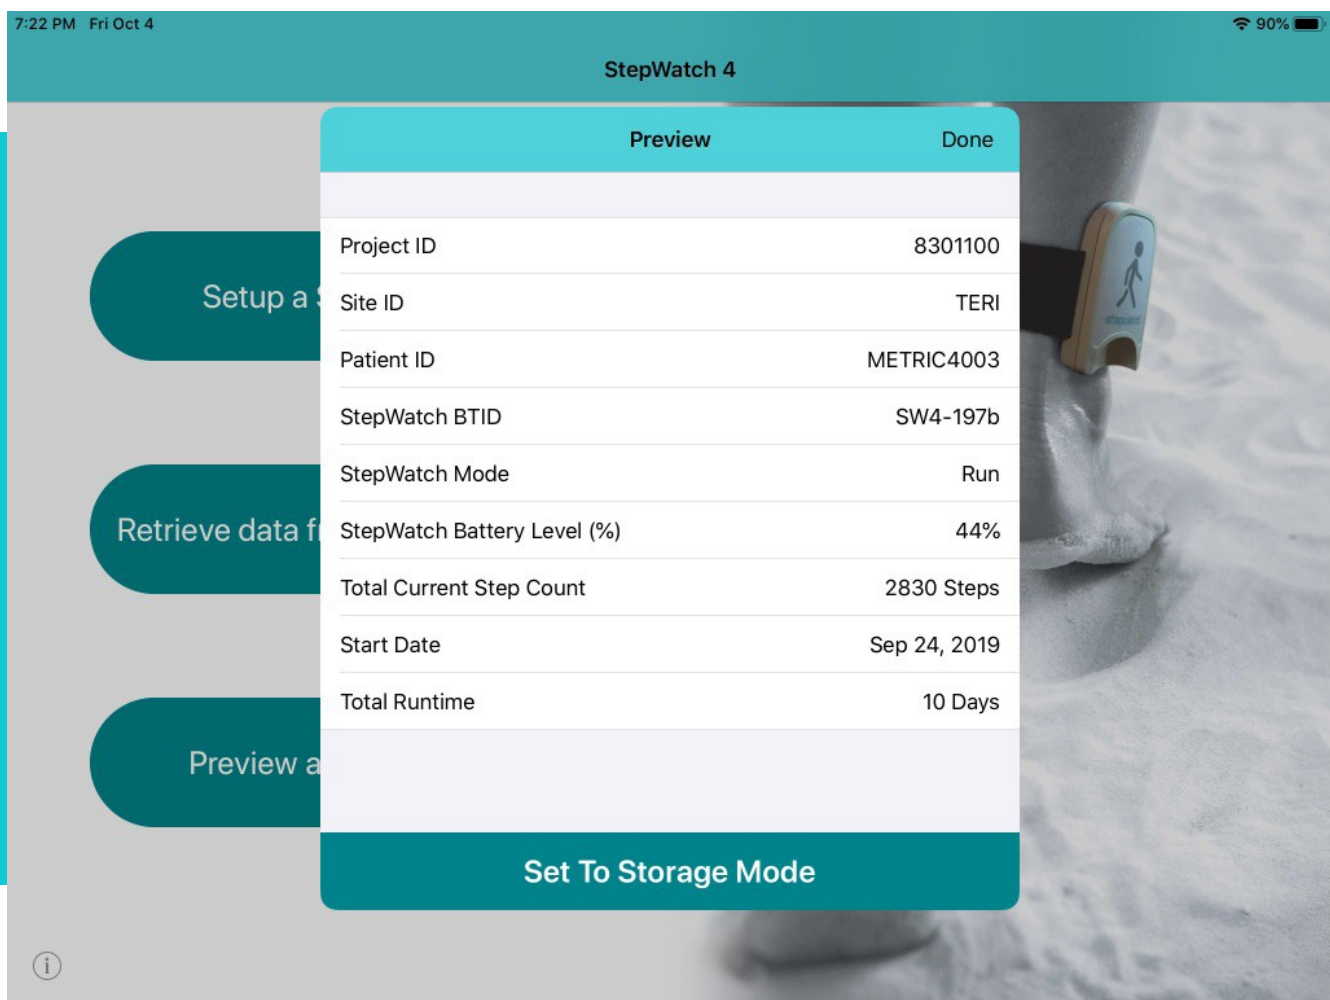 7:22 PM Fri Oct 4
90%
StepWatch 4
Preview Done
Setup a
Retrieve data
Preview a
Project ID 8301100
Site ID TERI
Patient ID METRIC4003
StepWatch BTID SW4-197b
StepWatch Mode Run
StepWatch Battery Level (%) 44%
Total Current Step Count 2830 Steps
Start Date Sep 24, 2019
Total Runtime 10 Days
Set To Storage Mode
stepwatch